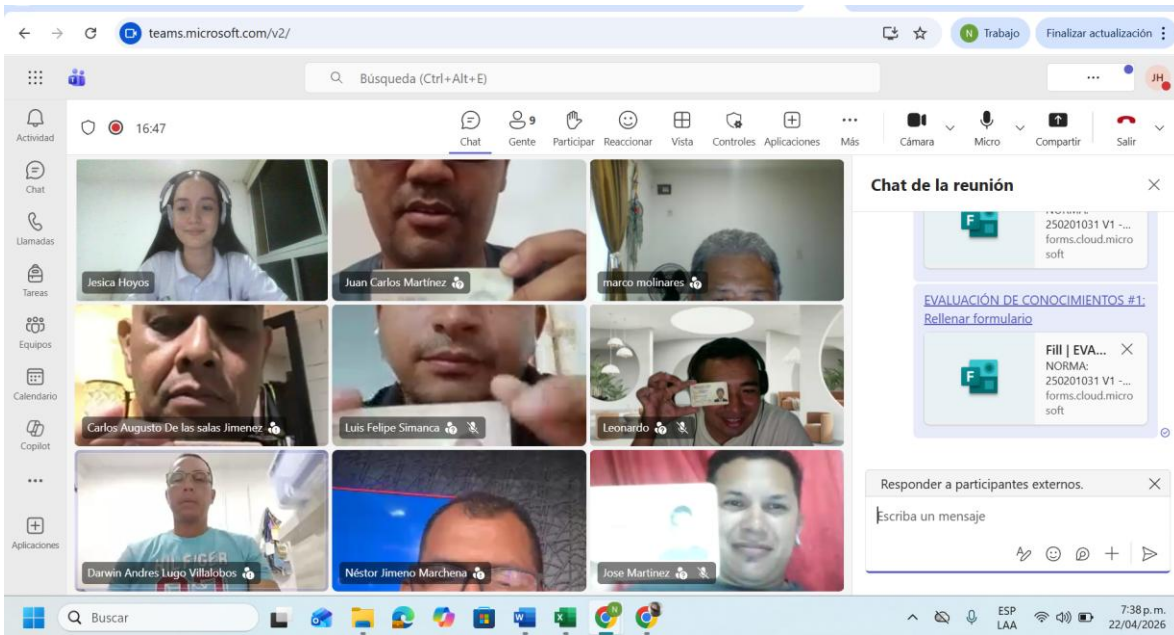 teams.microsoft.com/v2/
N Trabajo
Finalizar actualización
Búsqueda (Ctrl+Alt+E)
JH
Actividad
Chat
Llamadas
Tareas
Equipos
Calendario
Copilot
Aplicaciones
16:47
Chat
9
Gente
Participar
Reaccionar
Vista
Controles
Aplicaciones
Más
Cámara
Micro
Compartir
Salir
Jesica Hoyos
Juan Carlos Martínez
marco molinares
Carlos Augusto De las salas Jimenez
Luis Felipe Simanca
Leonardo
Darwin Andres Lugo Villalobos
Néstor Jimeno Marchena
Jose Martinez
Chat de la reunión
NORMA:
250201031 V1 -...
forms.cloud.micro
soft
EVALUACIÓN DE CONOCIMIENTOS #1:
Rellenar formulario
Fill | EVA...
NORMA:
250201031 V1 -...
forms.cloud.micro
soft
Responder a participantes externos.
Escriba un mensaje
Buscar
ESP
LAA
7:38 p. m.
22/04/2026